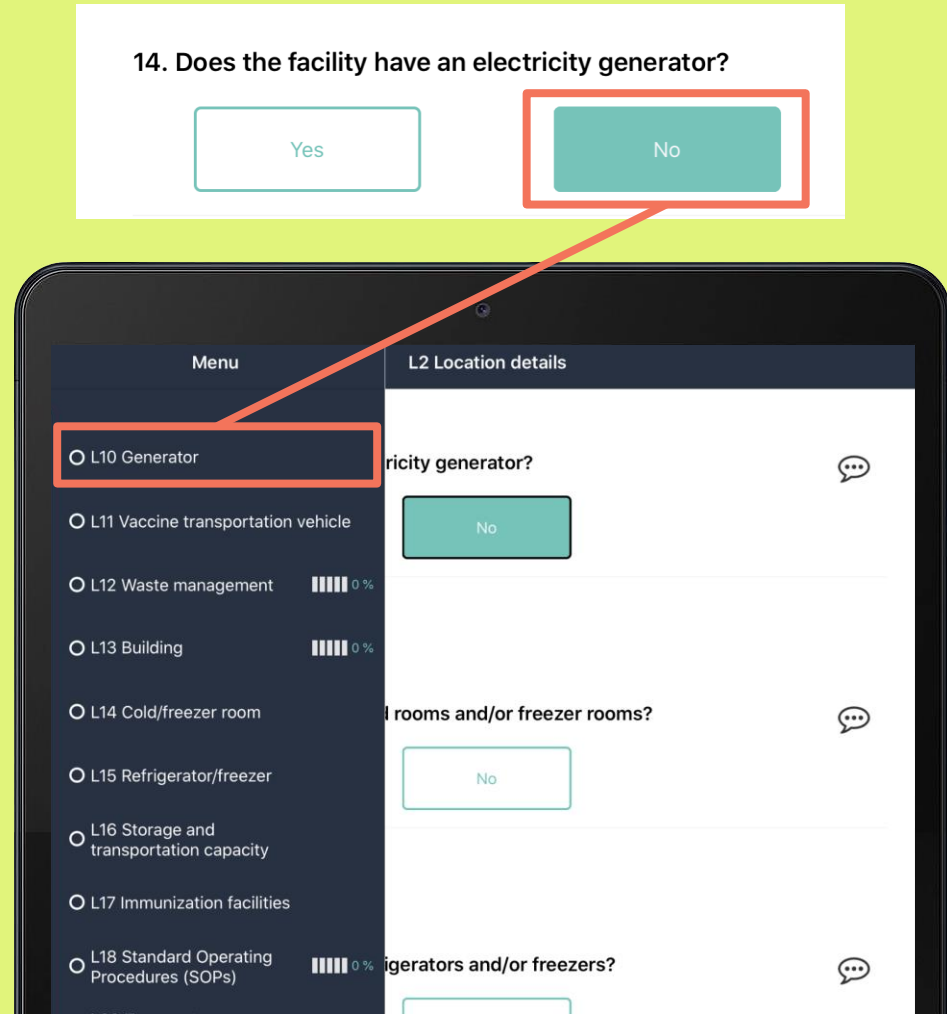 14. Does the facility have an electricity generator?
Yes
No
Menu
L2 Location details
L10 Generator
ricity generator?
L11 Vaccine transportation vehicle
No
L12 Waste management 0 %
L13 Building 0 %
L14 Cold/freezer room
rooms and/or freezer rooms?
L15 Refrigerator/freezer
No
L16 Storage and
transportation capacity
L17 Immunization facilities
L18 Standard Operating
Procedures (SOPs) 0 %
igerators and/or freezers?